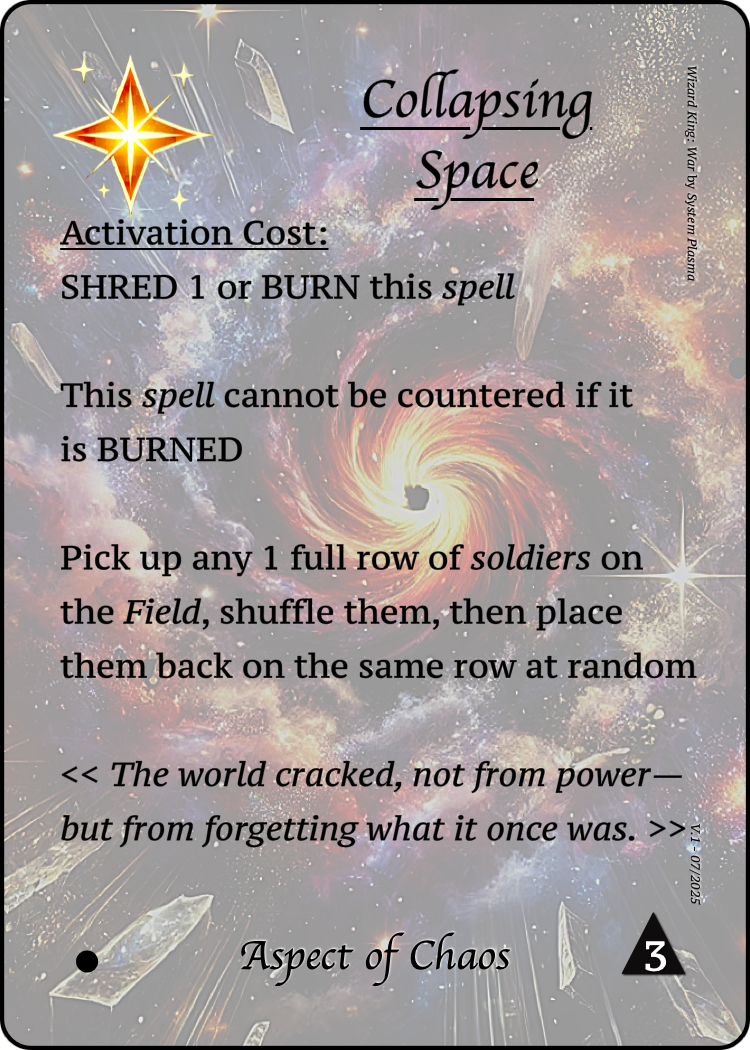 Collapsing
Space
Wizard King: War by System Plasma
Activation Cost:
SHRED 1 or BURN this spell
This spell cannot be countered if it
is BURNED
Pick up any 1 full row of soldiers on
the Field, shuffle them, then place
them back on the same row at random
<< The world cracked, not from power—
but from forgetting what it once was. >>
V.1 - 07/2025
Aspect of Chaos
3